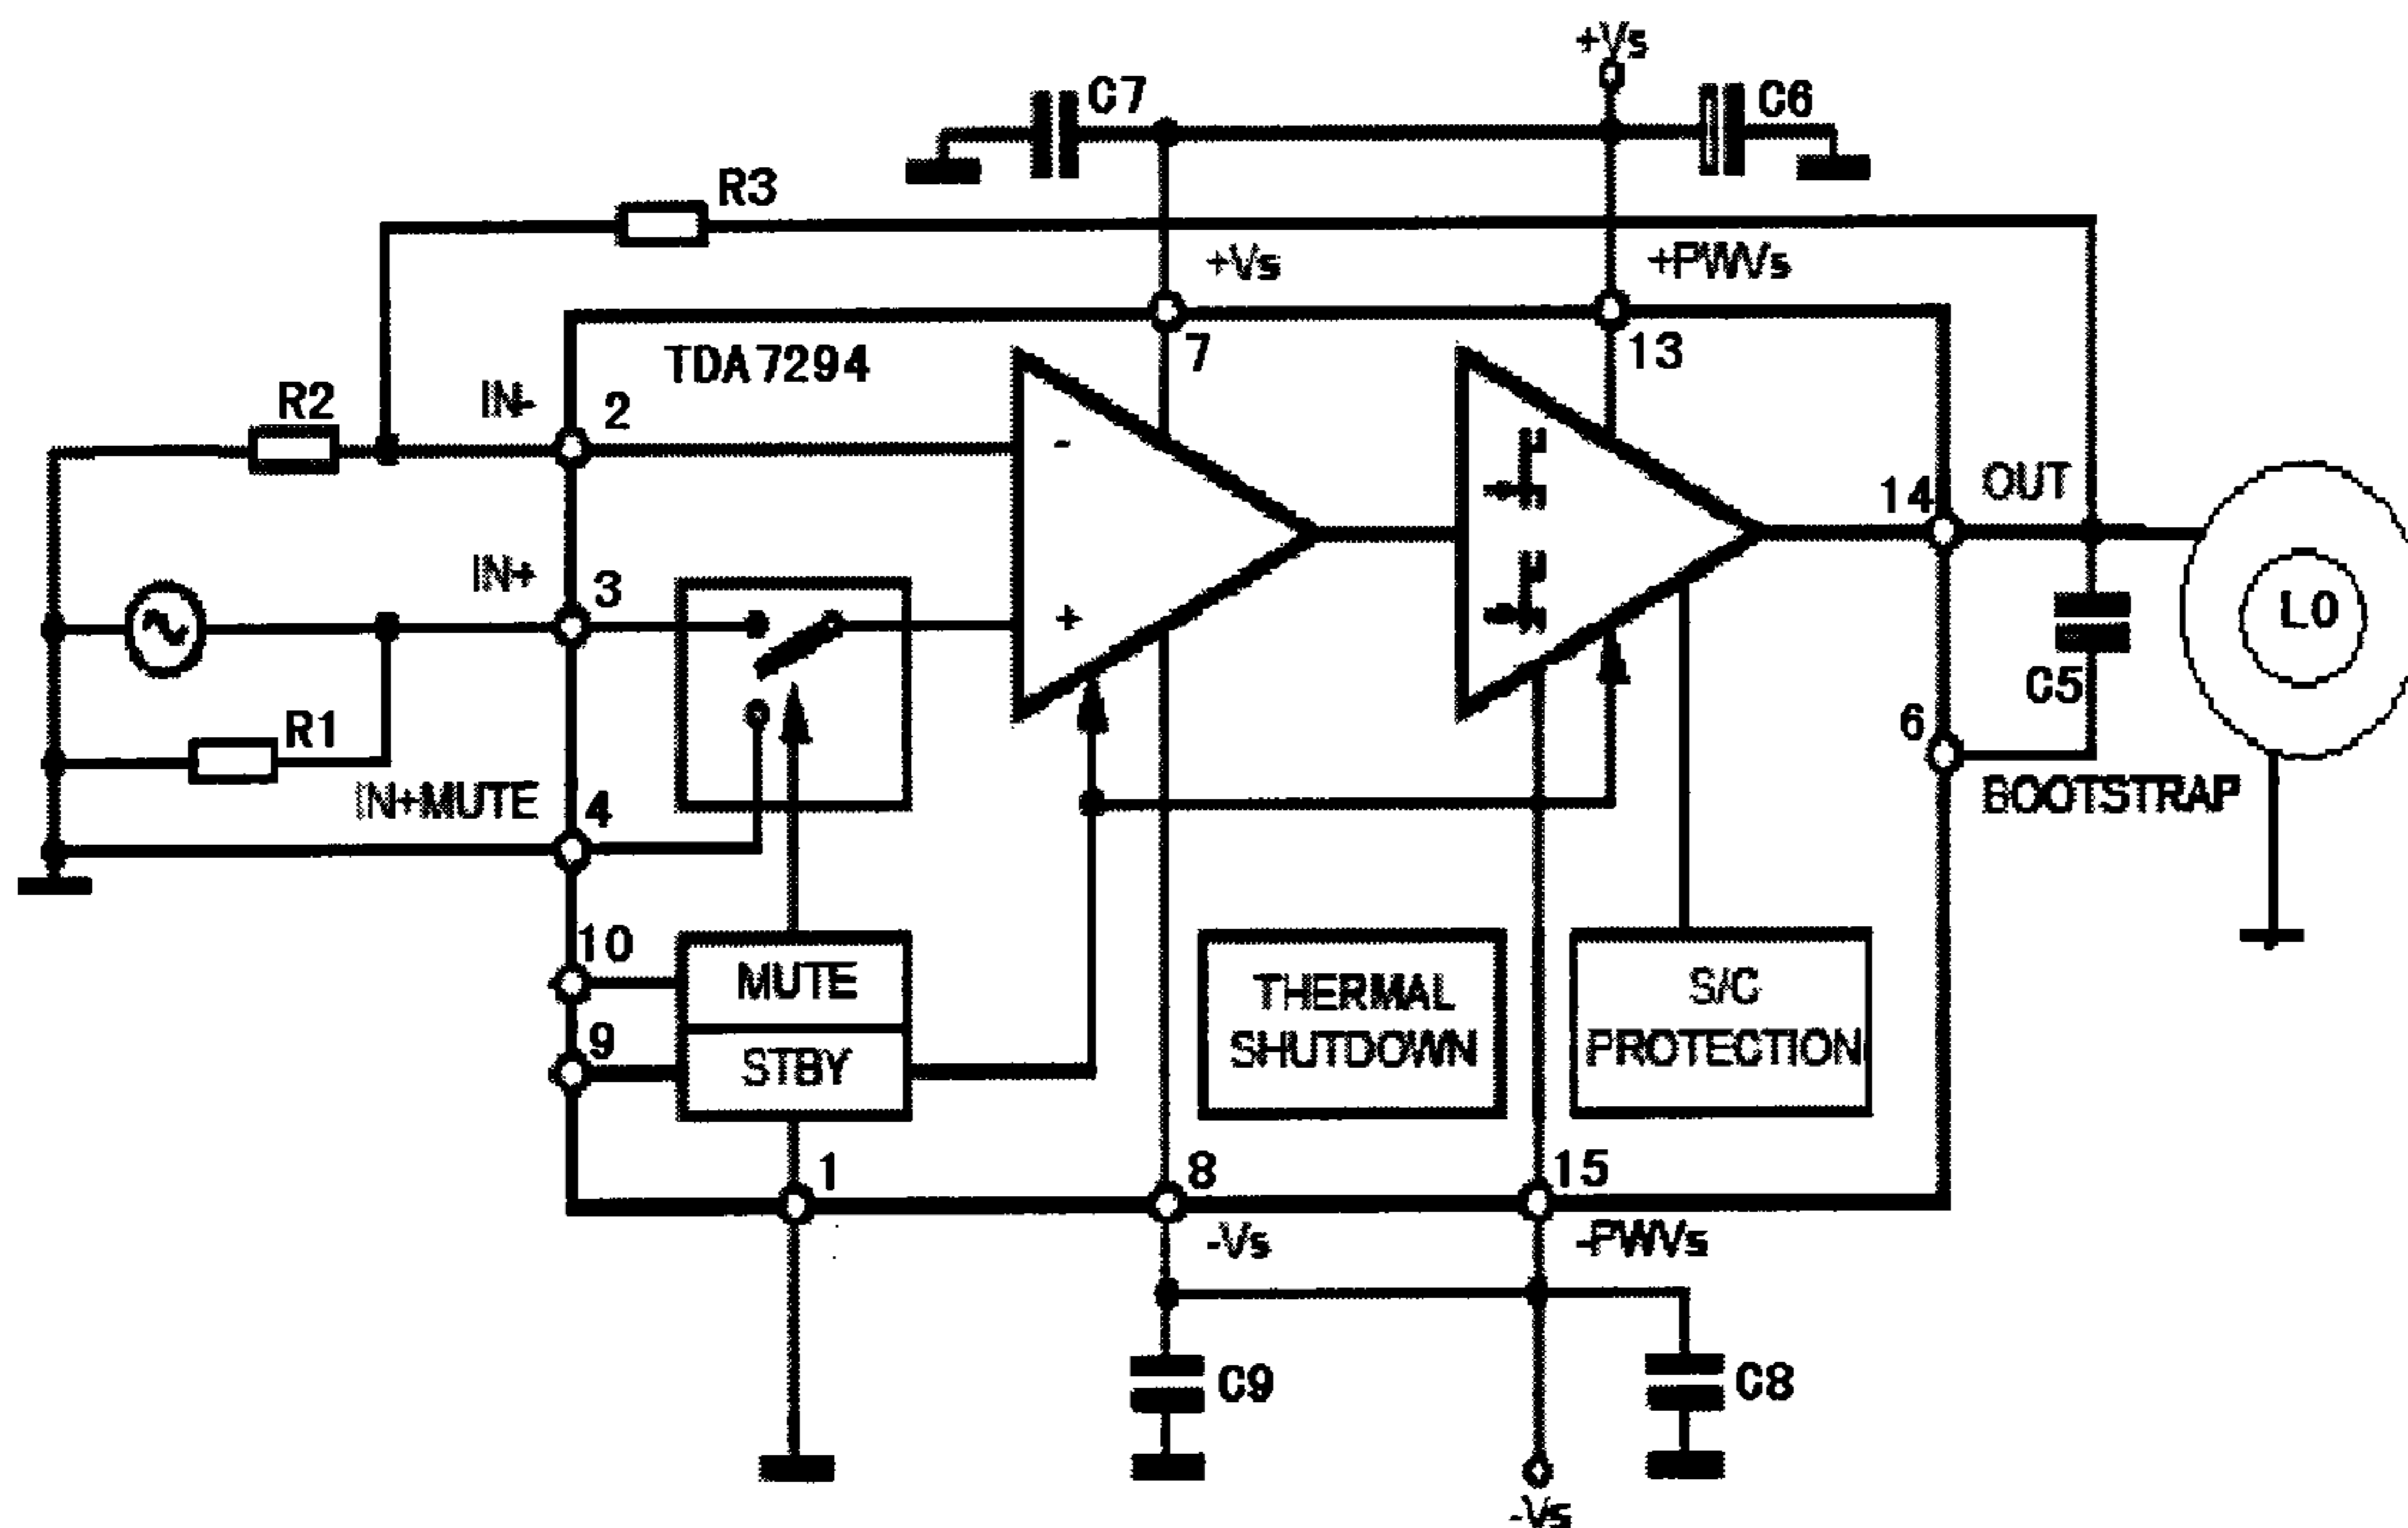 +Vs
C7
C6
R3
+Vs
+PWVs
TDA7294
7
13
R2
IN+
2
-
14
OUT
IN+
3
+
LO
C5
R1
6
IN+MUTE
4
BOOTSTRAP
10
MUTE
THERMAL
SHUTDOWN
S/C
PROTECTION
9
STBY
1
8
15
-Vs
-PWVs
C9
C8
-Vs